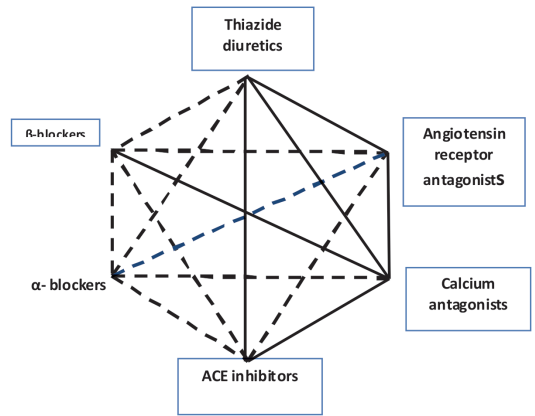 Thiazide
diuretics
β-blockers
Angiotensin
receptor
antagonists
α- blockers
Calcium
antagonists
ACE inhibitors